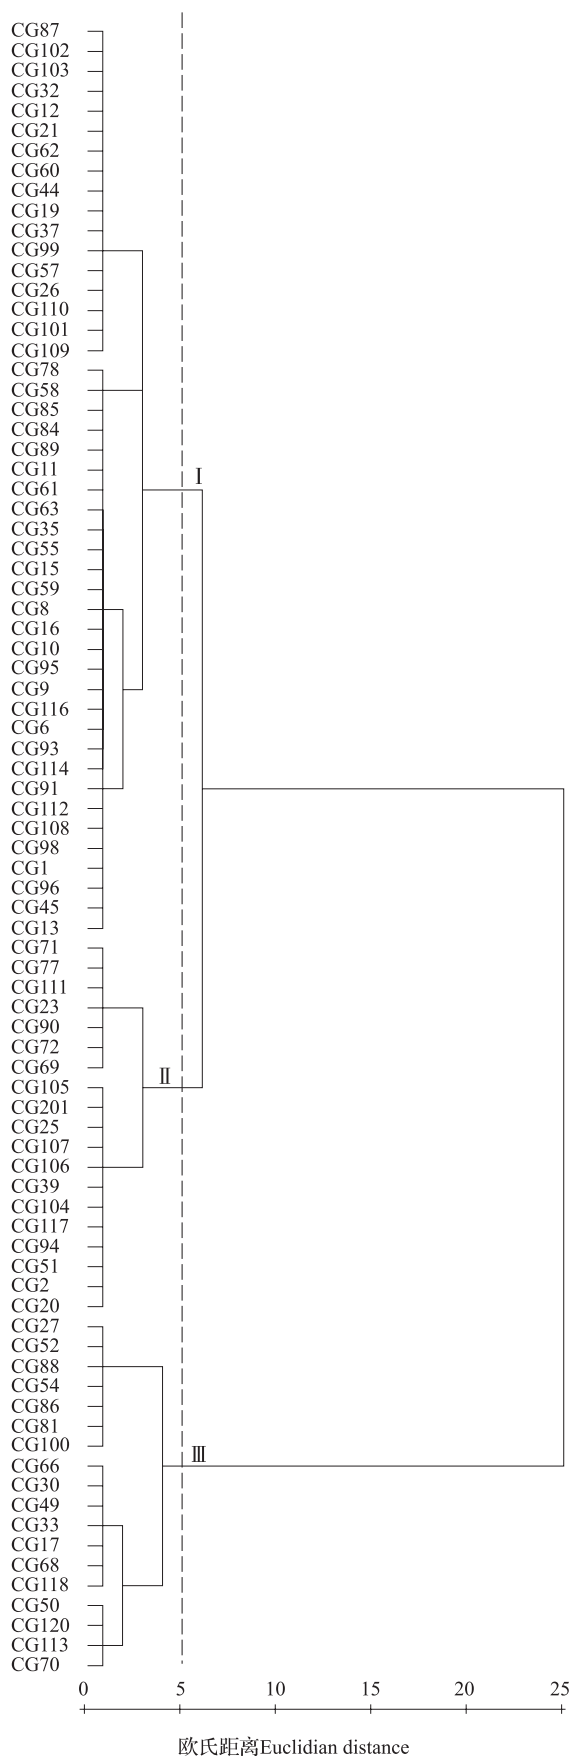 CG87
CG102
CG103
CG32
CG12
CG21
CG62
CG60
CG44
CG19
CG37
CG99
CG57
CG26
CG110
CG101
CG109
CG78
CG58
CG85
CG84
CG89
CG11
Ⅰ
CG61
CG63
CG35
CG55
CG15
CG59
CG8
CG16
CG10
CG95
CG9
CG116
CG6
CG93
CG114
CG91
CG112
CG108
CG98
CG1
CG96
CG45
CG13
CG71
CG77
CG111
CG23
CG90
CG72
CG69
Ⅱ
CG105
CG201
CG25
CG107
CG106
CG39
CG104
CG117
CG94
CG51
CG2
CG20
CG27
CG52
CG88
CG54
CG86
CG81
CG100
Ⅲ
CG66
CG30
CG49
CG33
CG17
CG68
CG118
CG50
CG120
CG113
CG70
0 5 10 15 20 25
欧氏距离Euclidian distance